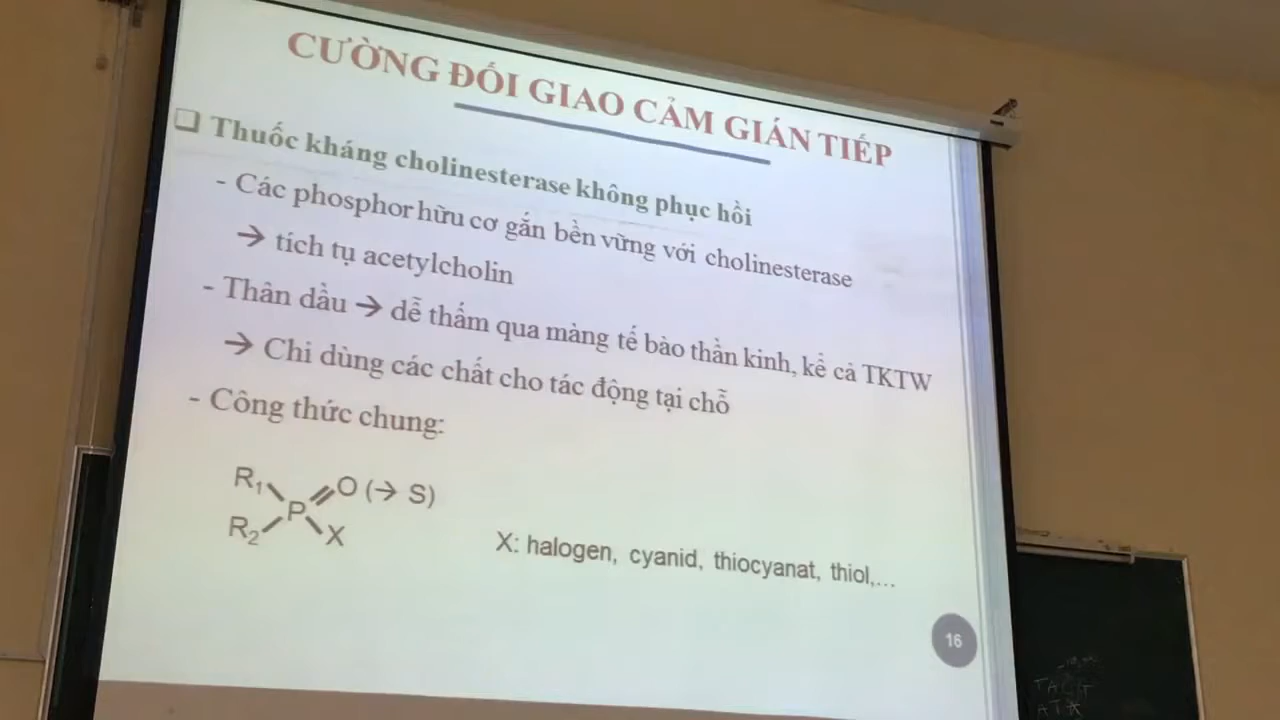 CƯỜNG ĐỐI GIAO CẢM GIÁN TIẾP
❑ Thuốc kháng cholinesterase không phục hồi
- Các phosphor hữu cơ gắn bền vững với cholinesterase
→ tích tụ acetylcholin
- Thân dầu → dễ thấm qua màng tế bào thần kinh, kể cả TKTW
→ Chỉ dùng các chất cho tác động tại chỗ
- Công thức chung:
R1 O (→ S)
P
R2 X
X: halogen, cyanid, thiocyanat, thiol,...
16